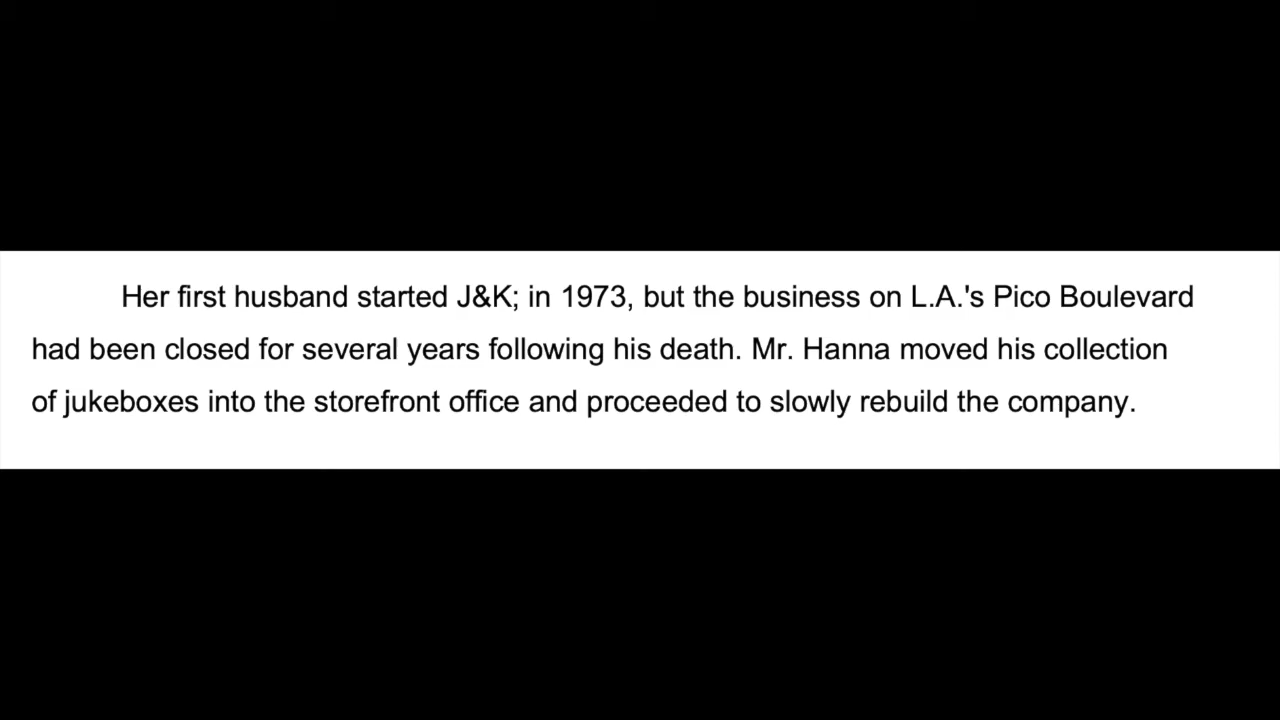 Her first husband started J&K; in 1973, but the business on L.A.'s Pico Boulevard
had been closed for several years following his death. Mr. Hanna moved his collection
of jukeboxes into the storefront office and proceeded to slowly rebuild the company.